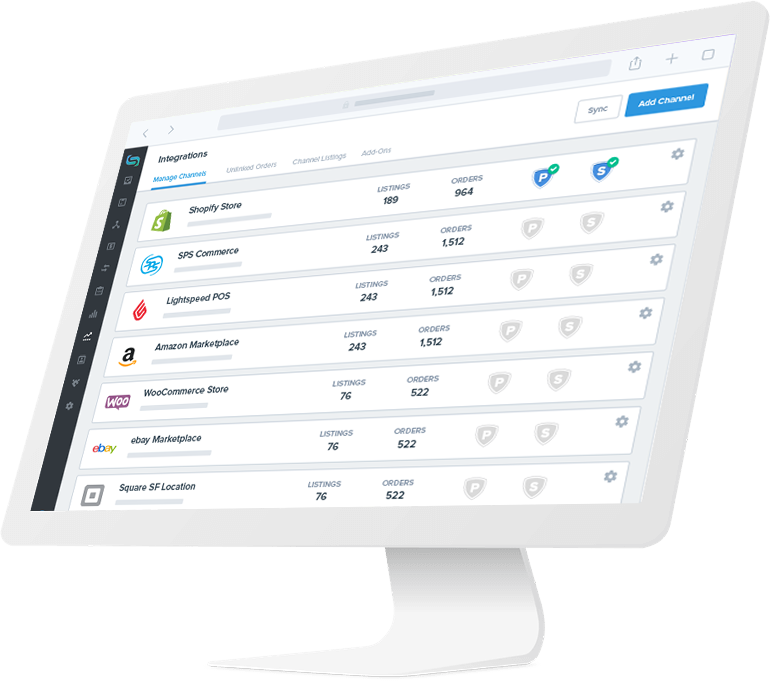 Sync
Add Channel
Integrations
Manage Channels
Unlinked Orders
Channel Listings
Add-Ons
Shopify Store
LISTINGS
189
ORDERS
964
P
S
SPS
SPS Commerce
LISTINGS
243
ORDERS
1,512
P
S
Lightspeed POS
LISTINGS
243
ORDERS
1,512
P
S
a
Amazon Marketplace
LISTINGS
243
ORDERS
1,512
P
S
WOO
WooCommerce Store
LISTINGS
76
ORDERS
522
P
S
ebay
ebay Marketplace
LISTINGS
76
ORDERS
522
P
S
Square SF Location
LISTINGS
76
ORDERS
522
P
S